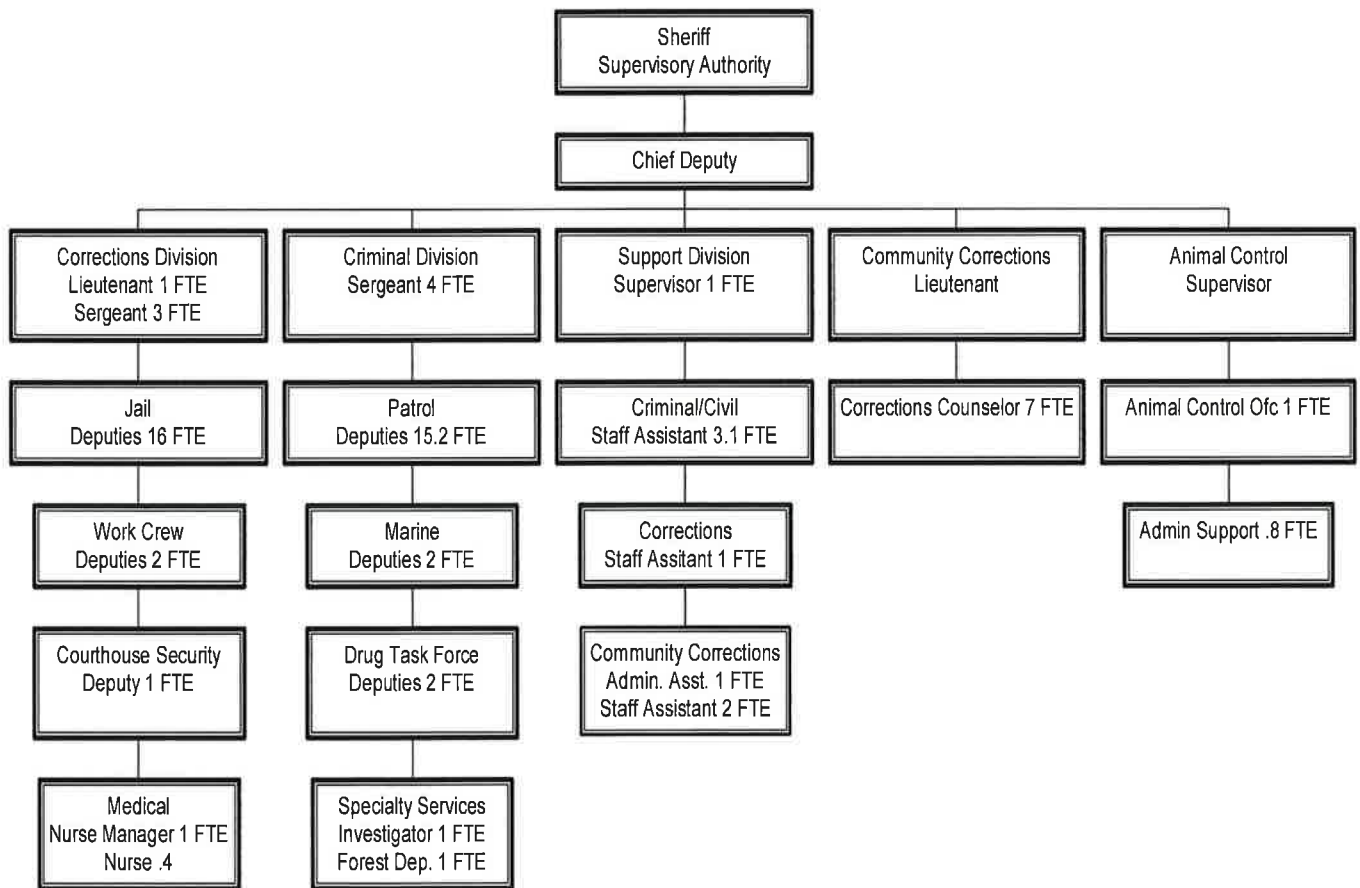 Sheriff
Supervisory Authority
Chief Deputy
Corrections Division
Lieutenant 1 FTE
Sergeant 3 FTE
Criminal Division
Sergeant 4 FTE
Support Division
Supervisor 1 FTE
Community Corrections
Lieutenant
Animal Control
Supervisor
Jail
Deputies 16 FTE
Patrol
Deputies 15.2 FTE
Criminal/Civil
Staff Assistant 3.1 FTE
Corrections Counselor 7 FTE
Animal Control Ofc 1 FTE
Work Crew
Deputies 2 FTE
Marine
Deputies 2 FTE
Corrections
Staff Assitant 1 FTE
Admin Support .8 FTE
Courthouse Security
Deputy 1 FTE
Drug Task Force
Deputies 2 FTE
Community Corrections
Admin. Asst. 1 FTE
Staff Assistant 2 FTE
Medical
Nurse Manager 1 FTE
Nurse .4
Specialty Services
Investigator 1 FTE
Forest Dep. 1 FTE